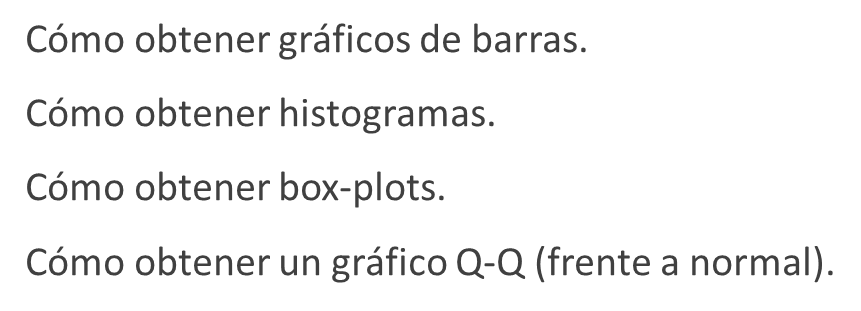 Cómo obtener gráficos de barras.
Cómo obtener histogramas.
Cómo obtener box-plots.
Cómo obtener un gráfico Q-Q (frente a normal).